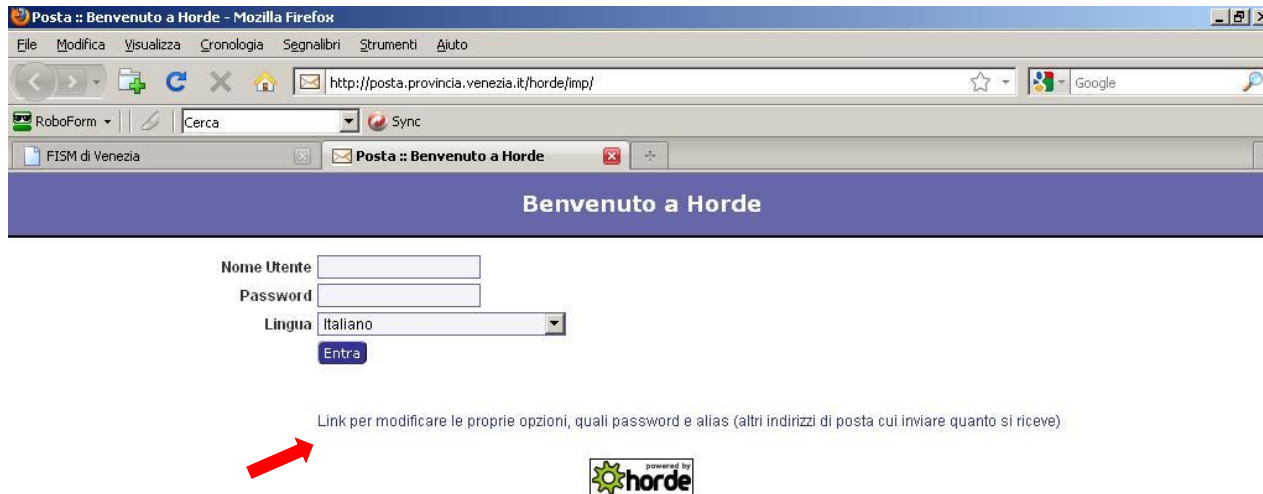 Posta :: Benvenuto a Horde - Mozilla Firefox
File Modifica Visualizza Cronologia Segnalibri Strumenti Aiuto
http://posta.provincia.venezia.it/horde/imp/ Google
RoboForm Cerca Sync
FISM di Venezia Posta :: Benvenuto a Horde
Benvenuto a Horde
Nome Utente
Password
Lingua Italiano
Entra
Link per modificare le proprie opzioni, quali password e alias (altri indirizzi di posta cui inviare quanto si riceve)
powered by
horde